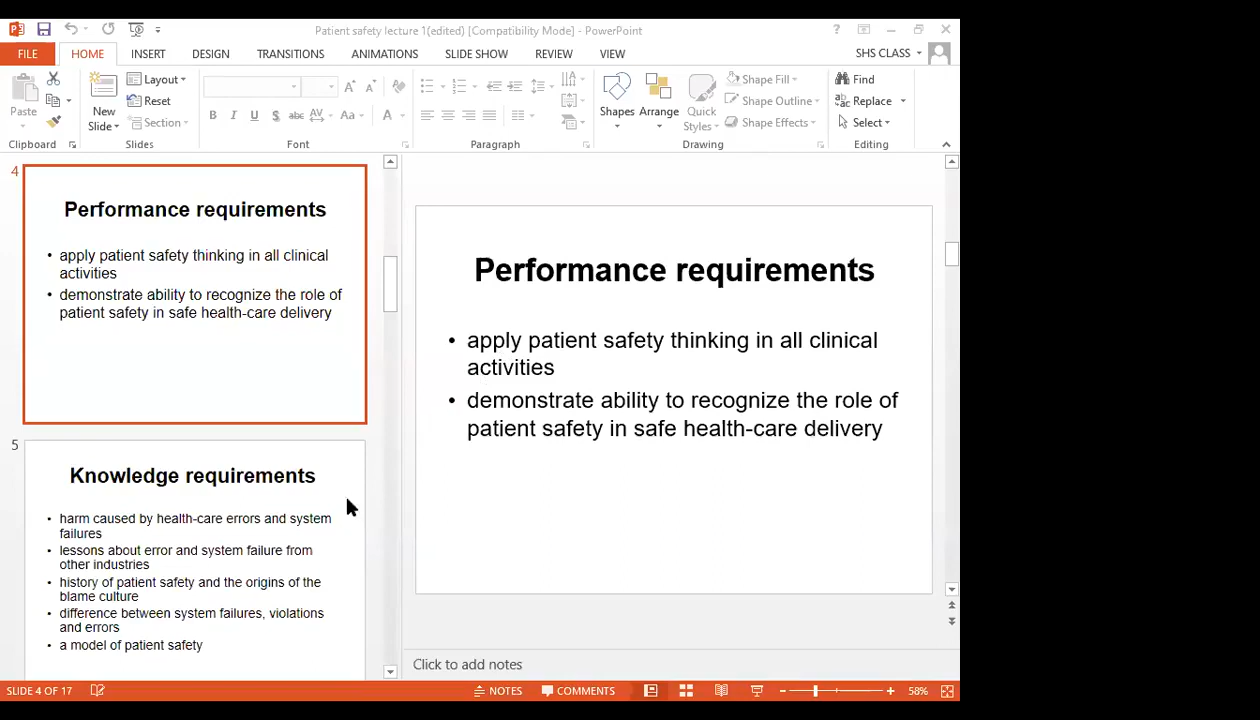 Patient safety lecture 1(edited) [Compatibility Mode] - PowerPoint
?
FILE HOME INSERT DESIGN TRANSITIONS ANIMATIONS SLIDE SHOW REVIEW VIEW SHS CLASS
Paste
New
Slide
Layout
Reset
Section
B I U S abc AV Aa A
Shapes
Arrange
Quick
Styles
Shape Fill
Shape Outline
Shape Effects
Find
Replace
Select
Clipboard Slides Font Paragraph Drawing Editing
4
Performance requirements
• apply patient safety thinking in all clinical
activities
• demonstrate ability to recognize the role of
patient safety in safe health-care delivery
5
Knowledge requirements
• harm caused by health-care errors and system
failures
• lessons about error and system failure from
other industries
• history of patient safety and the origins of the
blame culture
• difference between system failures, violations
and errors
• a model of patient safety
Performance requirements
• apply patient safety thinking in all clinical
activities
• demonstrate ability to recognize the role of
patient safety in safe health-care delivery
Click to add notes
SLIDE 4 OF 17 NOTES COMMENTS 58%